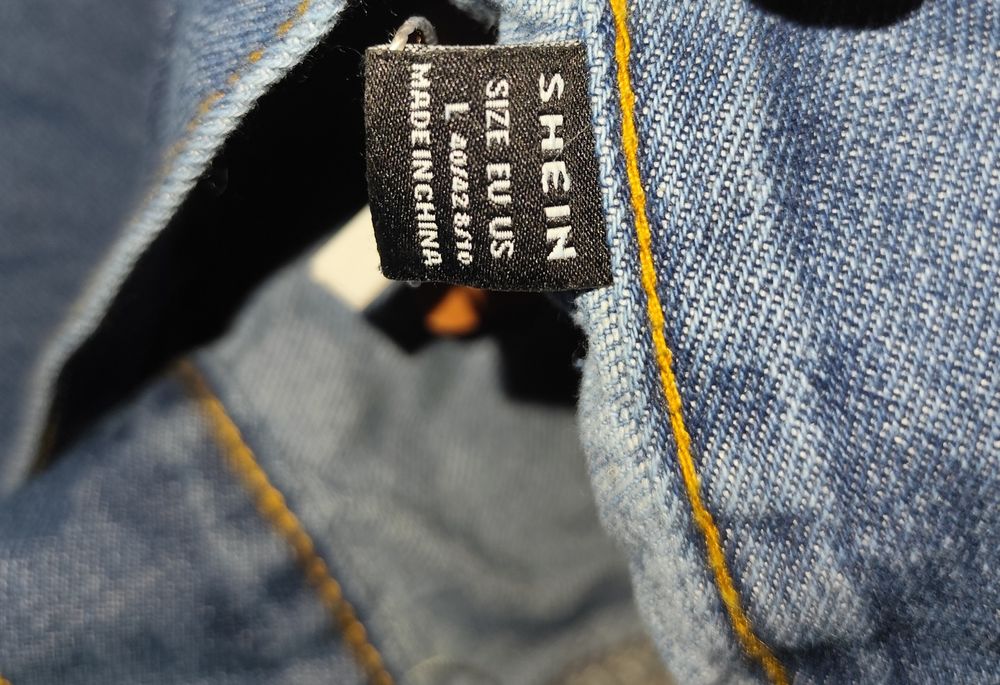 SHEIN
SIZE EU US
L 40/42 8/10
MADE IN CHINA